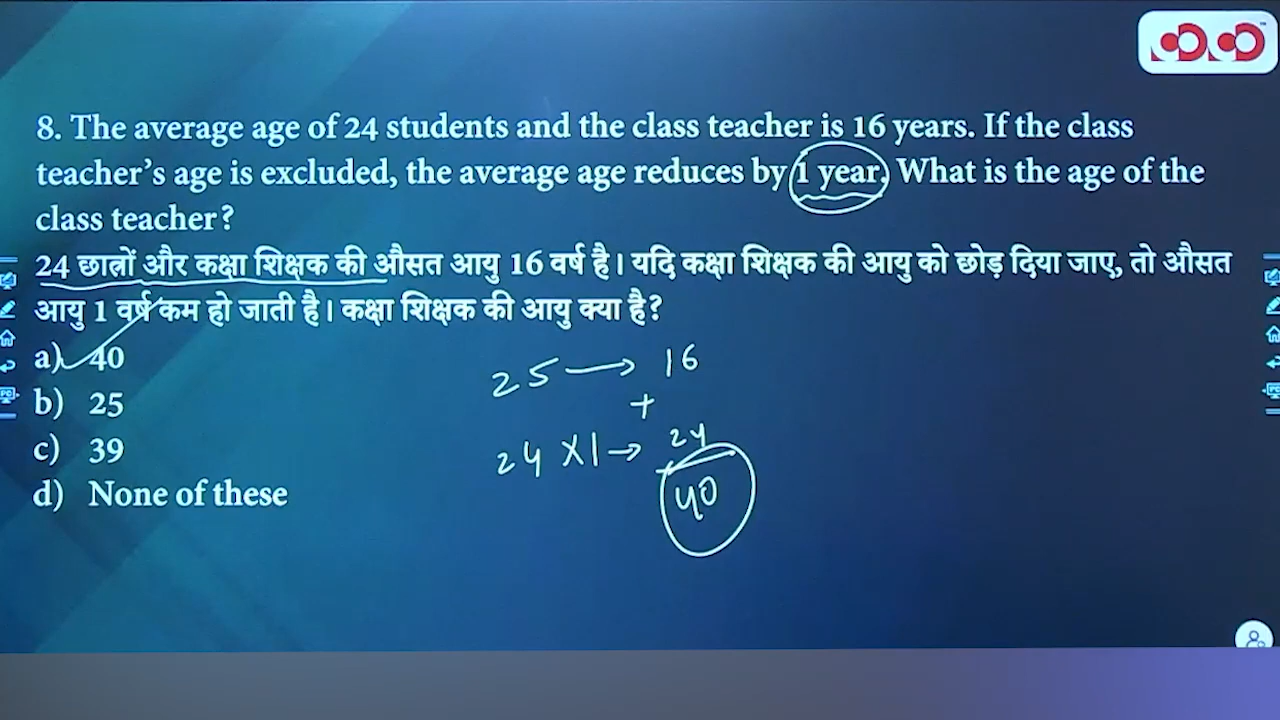 8. The average age of 24 students and the class teacher is 16 years. If the class
teacher's age is excluded, the average age reduces by 1 year. What is the age of the
class teacher?
24 छात्रों और कक्षा शिक्षक की औसत आयु 16 वर्ष है। यदि कक्षा शिक्षक की आयु को छोड़ दिया जाए, तो औसत
आयु 1 वर्ष कम हो जाती है। कक्षा शिक्षक की आयु क्या है?
a) 40
b) 25
c) 39
d) None of these
25 → 16
+
24 X 1 → 24
40